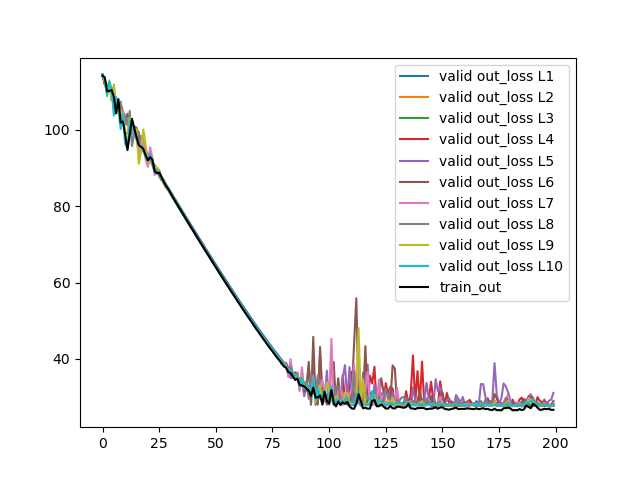 valid out_loss L1
valid out_loss L2
valid out_loss L3
valid out_loss L4
valid out_loss L5
valid out_loss L6
valid out_loss L7
valid out_loss L8
valid out_loss L9
valid out_loss L10
train_out
100
80
60
40
0 25 50 75 100 125 150 175 200